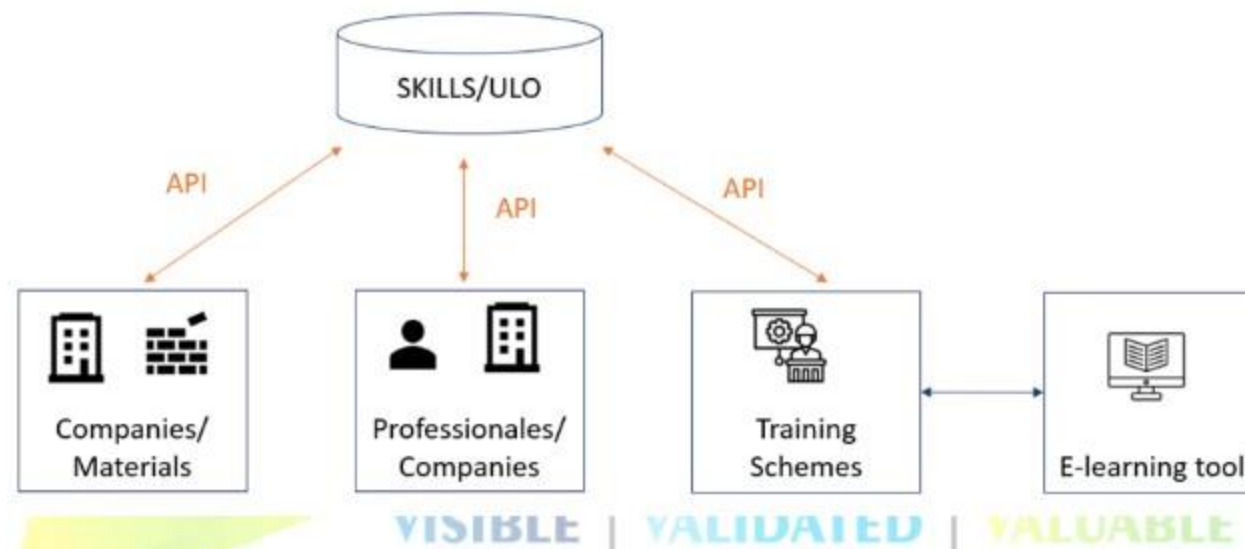 SKILLS/ULO
API
API
API
Companies/
Materials
Professionales/
Companies
Training
Schemes
E-learning tool
VISIBLE | VALIDATED | VALUABLE